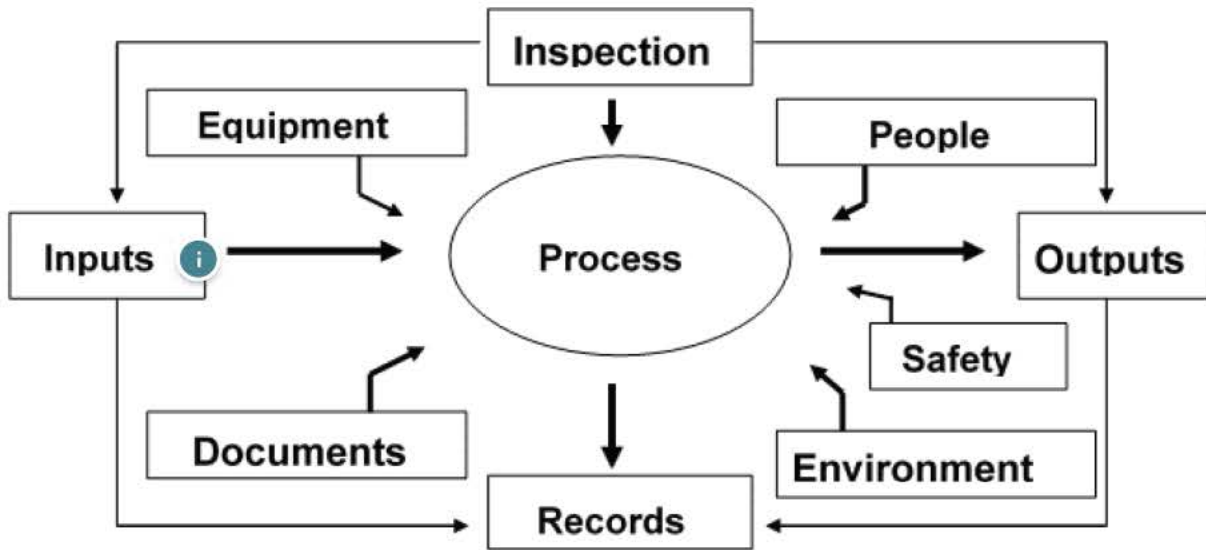 Inspection
Equipment
People
Inputs
i
Process
Outputs
Safety
Documents
Environment
Records